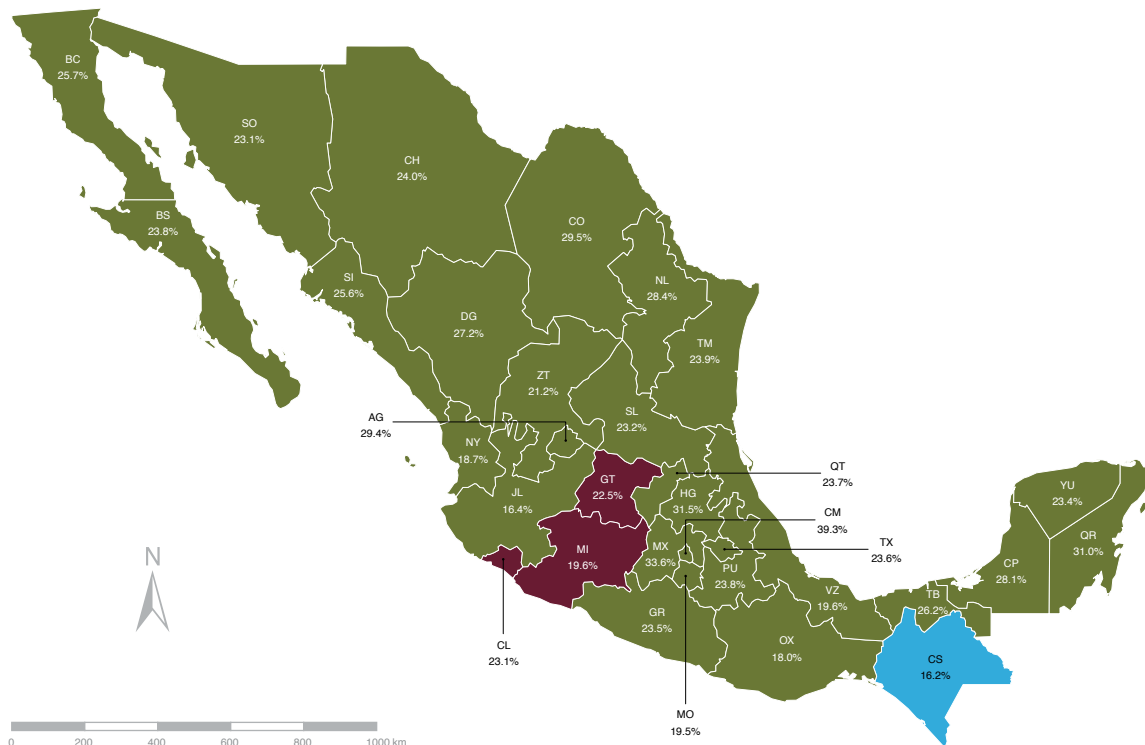 BC
25.7%
SO
23.1%
CH
24.0%
BS
23.8%
CO
29.5%
SI
25.6%
NL
28.4%
DG
27.2%
TM
23.9%
ZT
21.2%
SL
23.2%
AG
29.4%
NY
18.7%
QT
23.7%
GT
22.5%
JL
16.4%
HG
31.5%
YU
23.4%
CM
39.3%
QR
31.0%
TX
23.6%
MI
19.6%
MX
33.6%
PU
23.8%
CP
28.1%
VZ
19.6%
TB
26.2%
GR
23.5%
OX
18.0%
CL
23.1%
CS
16.2%
MO
19.5%
N
0 200 400 600 800 1000 km